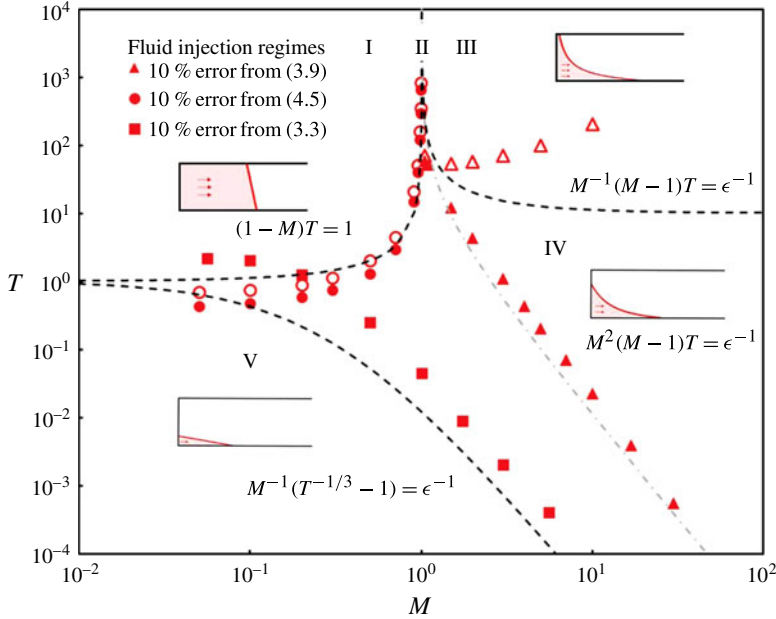 10⁴
Fluid injection regimes
I II III
10 % error from (3.9)
10 % error from (4.5)
10 % error from (3.3)
10³
10²
M⁻¹(M − 1)T = ϵ⁻¹
10¹
(1 − M)T = 1
IV
T
10⁰
M²(M − 1)T = ϵ⁻¹
10⁻¹
V
10⁻²
M⁻¹(T⁻¹/³ − 1) = ϵ⁻¹
10⁻³
10⁻⁴
10⁻² 10⁻¹ 10⁰ 10¹ 10²
M